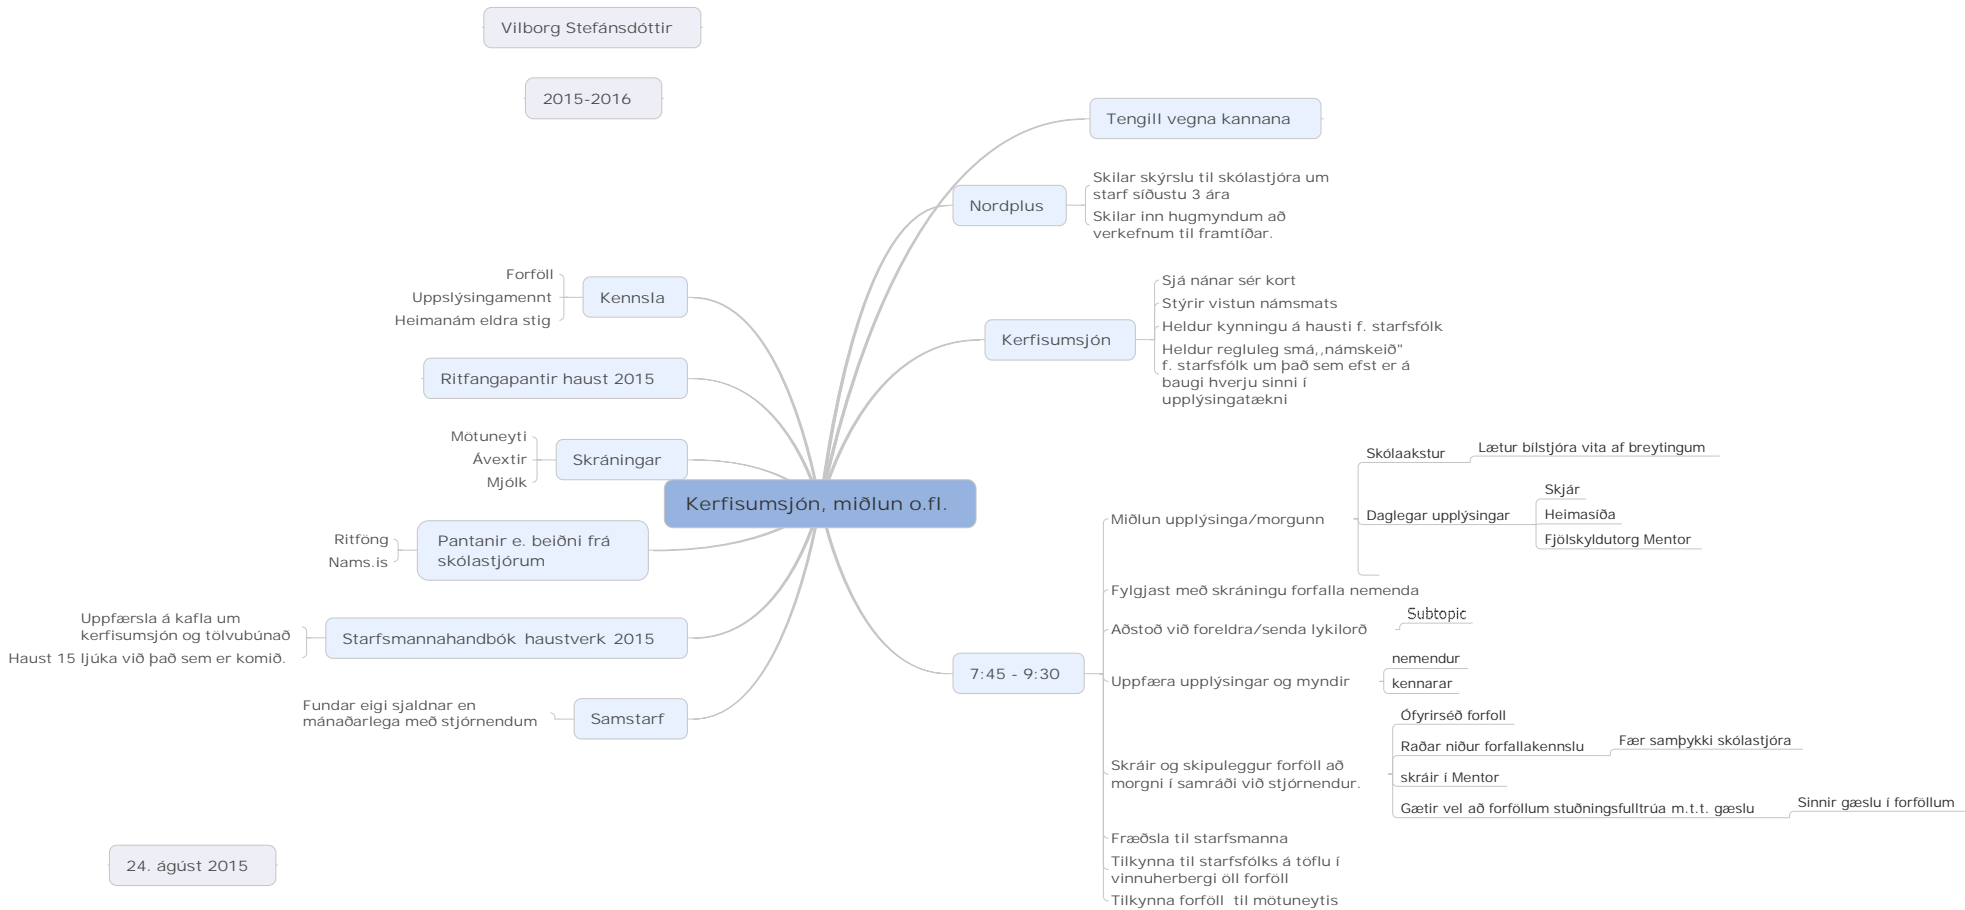 Vilborg Stefánsdóttir
2015-2016
Kerfisumsjón, miðlun o.fl.
Tengill vegna kannana
Nordplus
Skilar skýrslu til skólastjóra um
starf síðustu 3 ára
Skilar inn hugmyndum að
verkefnum til framtíðar.
Kerfisumsjón
Sjá nánar sér kort
Stýrir vistun námsmats
Heldur kynningu á hausti f. starfsfólk
Heldur regluleg smá,,námskeið"
f. starfsfólk um það sem efst er á
baugi hverju sinni í
upplýsingatækni
7:45 - 9:30
Miðlun upplýsinga/morgunn
Skólaakstur
Lætur bílstjóra vita af breytingum
Daglegar upplýsingar
Skjár
Heimasíða
Fjölskyldutorg Mentor
Fylgjast með skráningu forfalla nemenda
Aðstoð við foreldra/senda lykilorð
Subtopic
Uppfæra upplýsingar og myndir
nemendur
kennarar
Skráir og skipuleggur forföll að
morgni í samráði við stjórnendur.
Ófyrirséð forfoll
Raðar niður forfallakennslu
Fær samþykki skólastjóra
skráir í Mentor
Gætir vel að forföllum stuðningsfulltrúa m.t.t. gæslu
Sinnir gæslu í forföllum
Fræðsla til starfsmanna
Tilkynna til starfsfólks á töflu í
vinnuherbergi öll forföll
Tilkynna forföll  til mötuneytis
Kennsla
Forföll
Uppslýsingamennt
Heimanám eldra stig
Ritfangapantir haust 2015
Skráningar
Mötuneyti
Ávextir
Mjólk
Pantanir e. beiðni frá
skólastjórum
Ritföng
Nams.is
Starfsmannahandbók haustverk 2015
Uppfærsla á kafla um
kerfisumsjón og tölvubúnað
Haust 15 ljúka við það sem er komið.
Samstarf
Fundar eigi sjaldnar en
mánaðarlega með stjórnendum
24. ágúst 2015